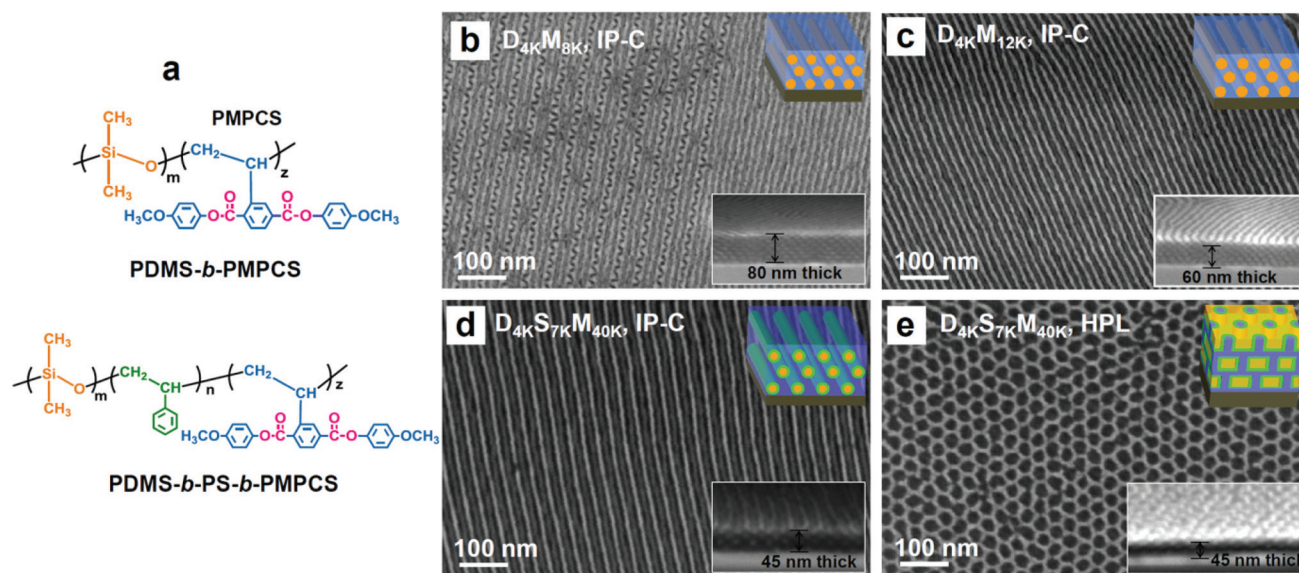 a
CH₃
PMPCS
Si
O
m
CH₂
CH
z
CH₃
H₃CO
O-C
O
C-O
O
OCH₃
PDMS-b-PMPCS
CH₃
Si
O
m
CH₂
CH
n
CH₂
CH
z
CH₃
H₃CO
O-C
O
C-O
O
OCH₃
PDMS-b-PS-b-PMPCS
b D₄ₖM₈ₖ, IP-C
100 nm
80 nm thick
c D₄ₖM₁₂ₖ, IP-C
100 nm
60 nm thick
d D₄ₖS₇ₖM₄₀ₖ, IP-C
100 nm
45 nm thick
e D₄ₖS₇ₖM₄₀ₖ, HPL
100 nm
45 nm thick